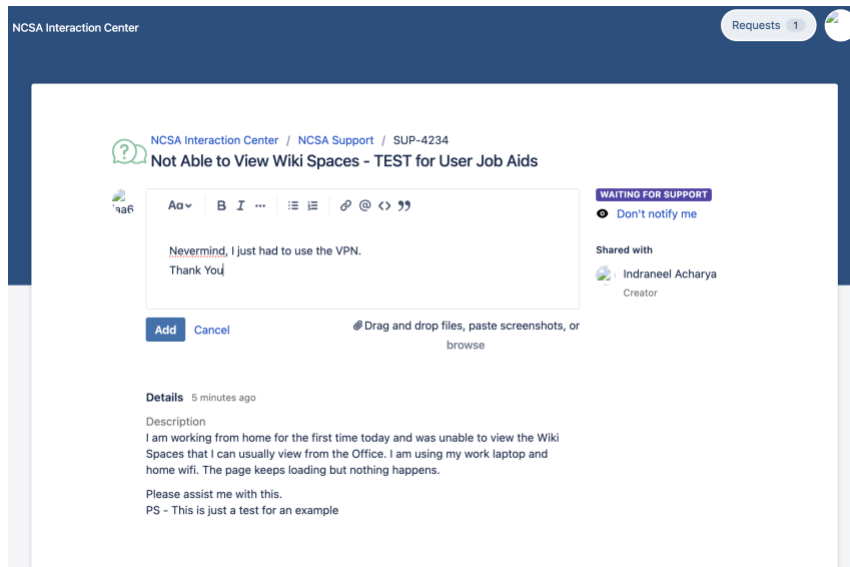 NCSA Interaction Center
Requests 1
NCSA Interaction Center / NCSA Support / SUP-4234
Not Able to View Wiki Spaces - TEST for User Job Aids
Aa B I ··· @ <> ”
Nevermind, I just had to use the VPN.
Thank You
Add Cancel
Drag and drop files, paste screenshots, or
browse
WAITING FOR SUPPORT
Don't notify me
Shared with
Indraneel Acharya
Creator
Details 5 minutes ago
Description
I am working from home for the first time today and was unable to view the Wiki
Spaces that I can usually view from the Office. I am using my work laptop and
home wifi. The page keeps loading but nothing happens.
Please assist me with this.
PS - This is just a test for an example